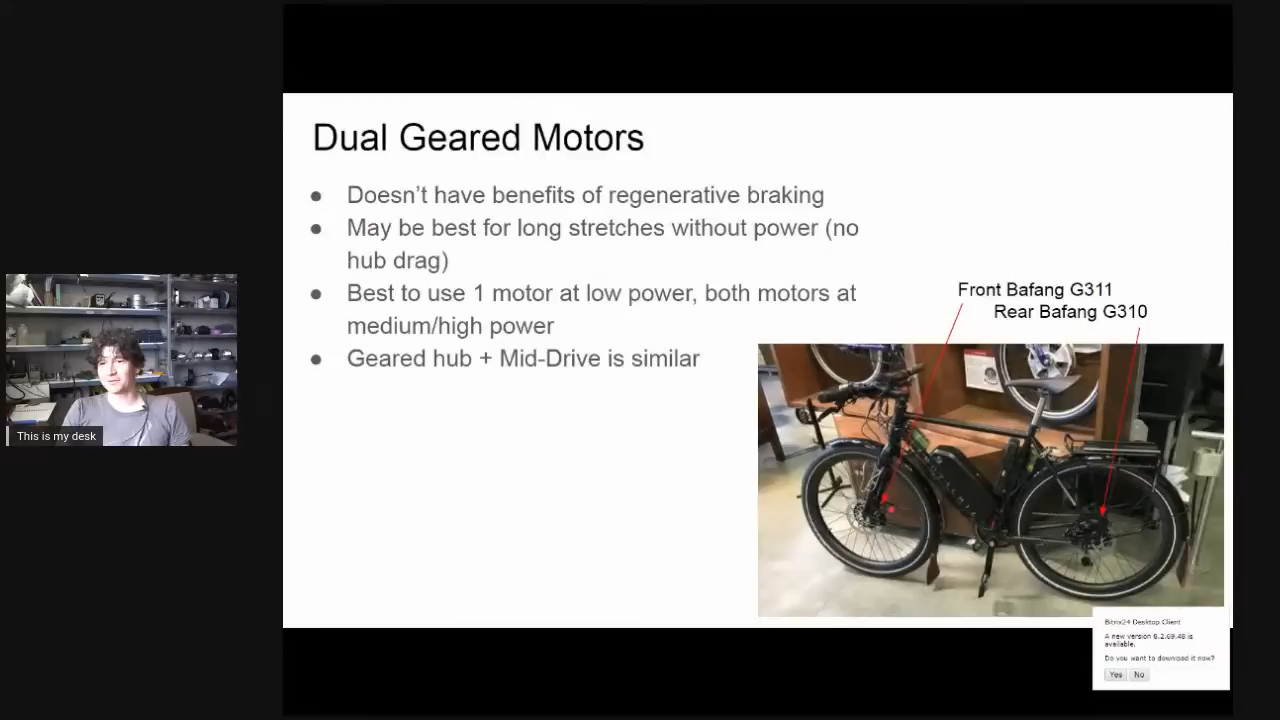 Dual Geared Motors
● Doesn't have benefits of regenerative braking
● May be best for long stretches without power (no
hub drag)
● Best to use 1 motor at low power, both motors at
medium/high power
● Geared hub + Mid-Drive is similar
Front Bafang G311
Rear Bafang G310
This is my desk
Bitrix24 Desktop Client
A new version 8.2.69.48 is
available.
Do you want to download it now?
Yes No